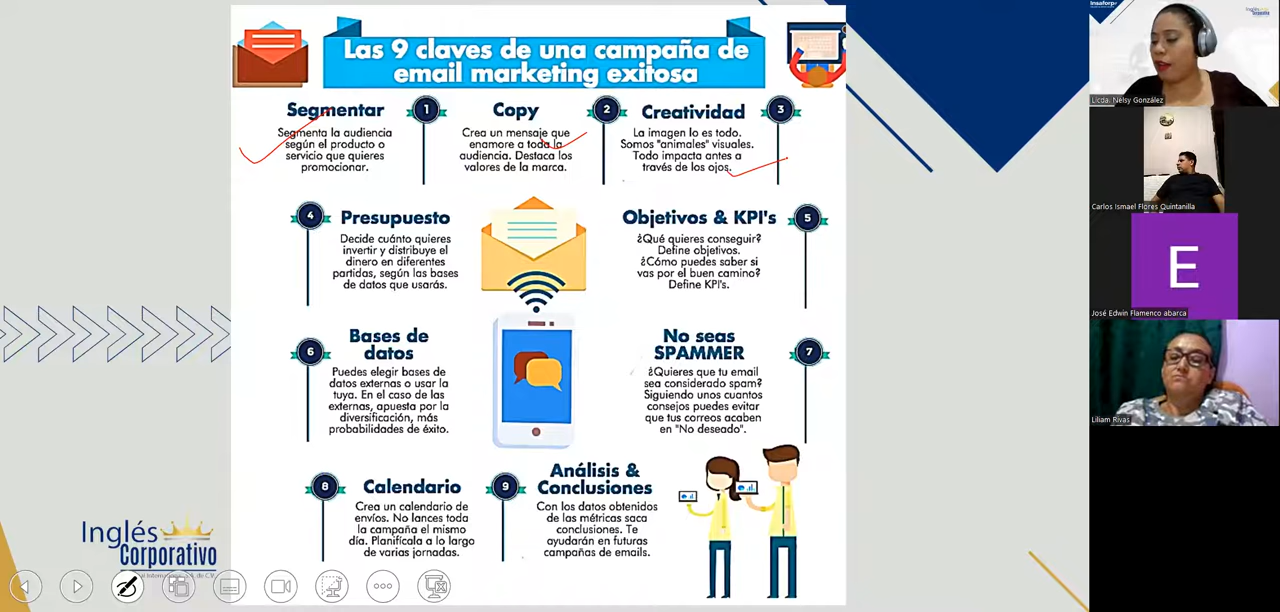 Las 9 claves de una campaña de
email marketing exitosa
Segmentar
1
Segmenta la audiencia
según el producto o
servicio que quieres
promocionar.
Copy
2
Crea un mensaje que
enamore a toda la
audiencia. Destaca los
valores de la marca.
Creatividad
3
La imagen lo es todo.
Somos "animales" visuales.
Todo impacta antes a
través de los ojos.
4
Presupuesto
Decide cuánto quieres
invertir y distribuye el
dinero en diferentes
partidas, según las bases
de datos que usarás.
Objetivos & KPI's
5
¿Qué quieres conseguir?
Define objetivos.
¿Cómo puedes saber si
vas por el buen camino?
Define KPI's.
6
Bases de
datos
Puedes elegir bases de
datos externas o usar la
tuya. En el caso de las
externas, apuesta por la
diversificación, más
probabilidades de éxito.
No seas
SPAMMER
7
¿Quieres que tu email
sea considerado spam?
Siguiendo unos cuantos
consejos puedes evitar
que tus correos acaben
en "No deseado".
8
Calendario
Crea un calendario de
envíos. No lances toda
la campaña el mismo
día. Planifícala a lo largo
de varias jornadas.
9
Análisis &
Conclusiones
Con los datos obtenidos
de las métricas saca
conclusiones. Te
ayudarán en futuras
campañas de emails.
Inglés
Corporativo
Insaforp
Inglés
Corporativo
Licda. Nelsy González
Carlos Ismael Flores Quintanilla
E
José Edwin Flamenco abarca
Liliam Rivas